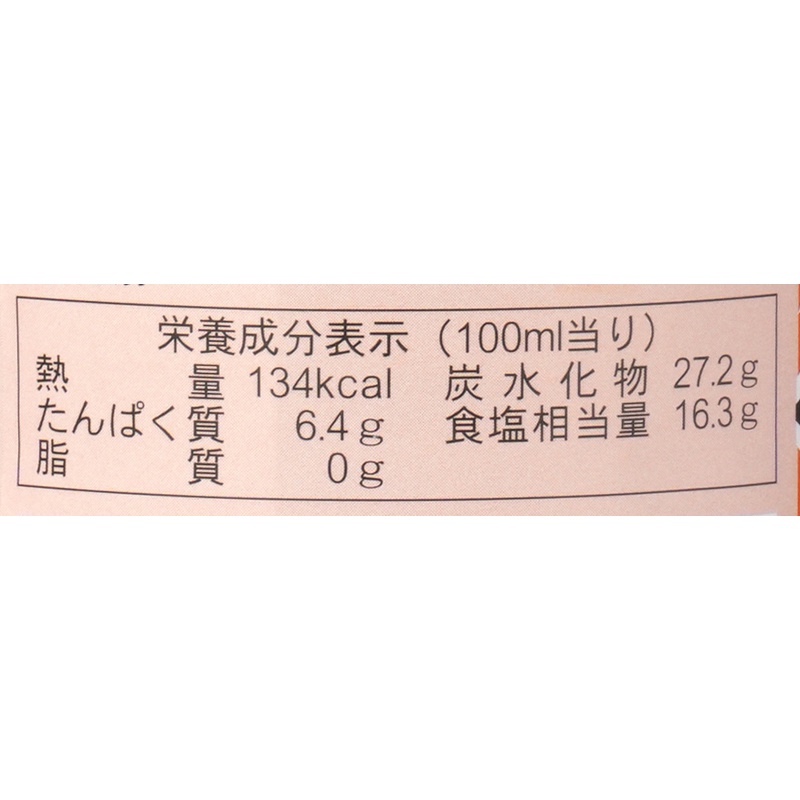 栄養成分表示（100ml当り）
熱量 134kcal 炭水化物 27.2g
たんぱく質 6.4g 食塩相当量 16.3g
脂質 0g